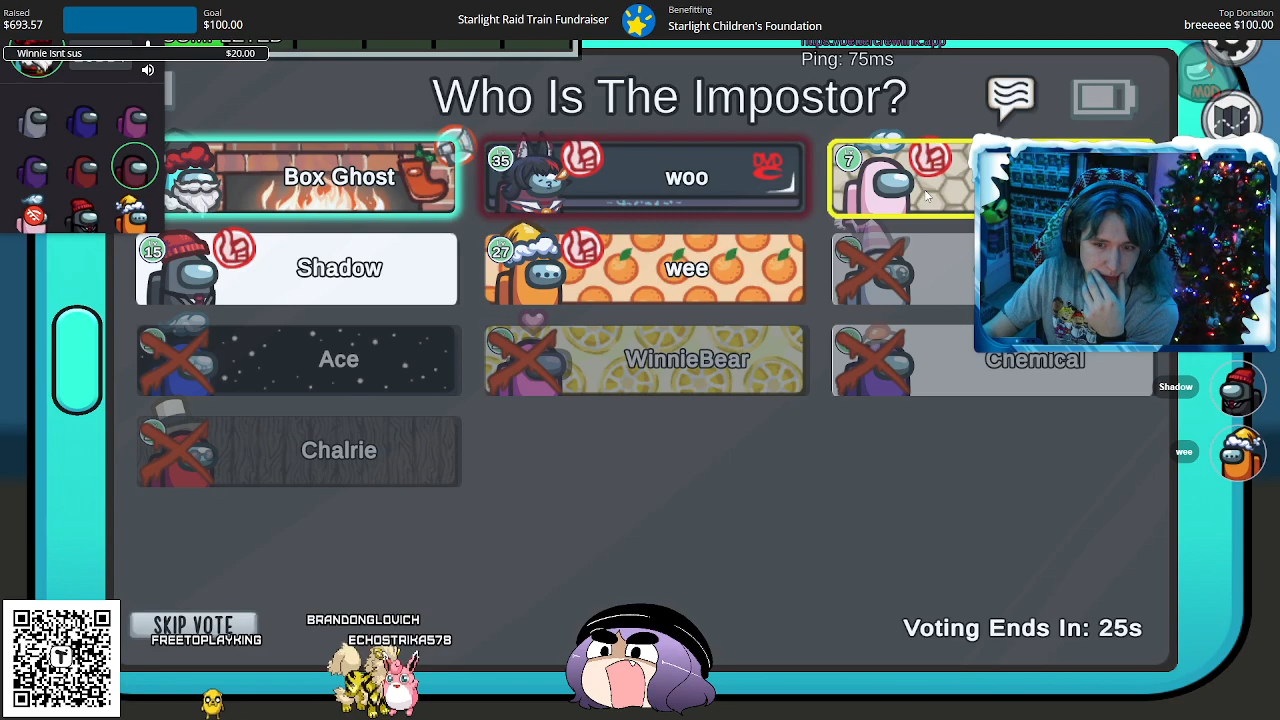 Raised
$693.57
Goal
$100.00
Starlight Raid Train Fundraiser
Benefitting
Starlight Children's Foundation
Top Donation
breeeeee $100.00
Winnie Isnt sus
$20.00
Ping: 75ms
Who Is The Impostor?
MOD
Box Ghost
35
woo
DVD
7
15
Shadow
27
wee
Ace
WinnieBear
Chemical
Shadow
wee
Chalrie
SKIP VOTE
FREETOPLAYKING
BRANDONGLOVICH
ECHOSTRIKA578
Voting Ends In: 25s
T